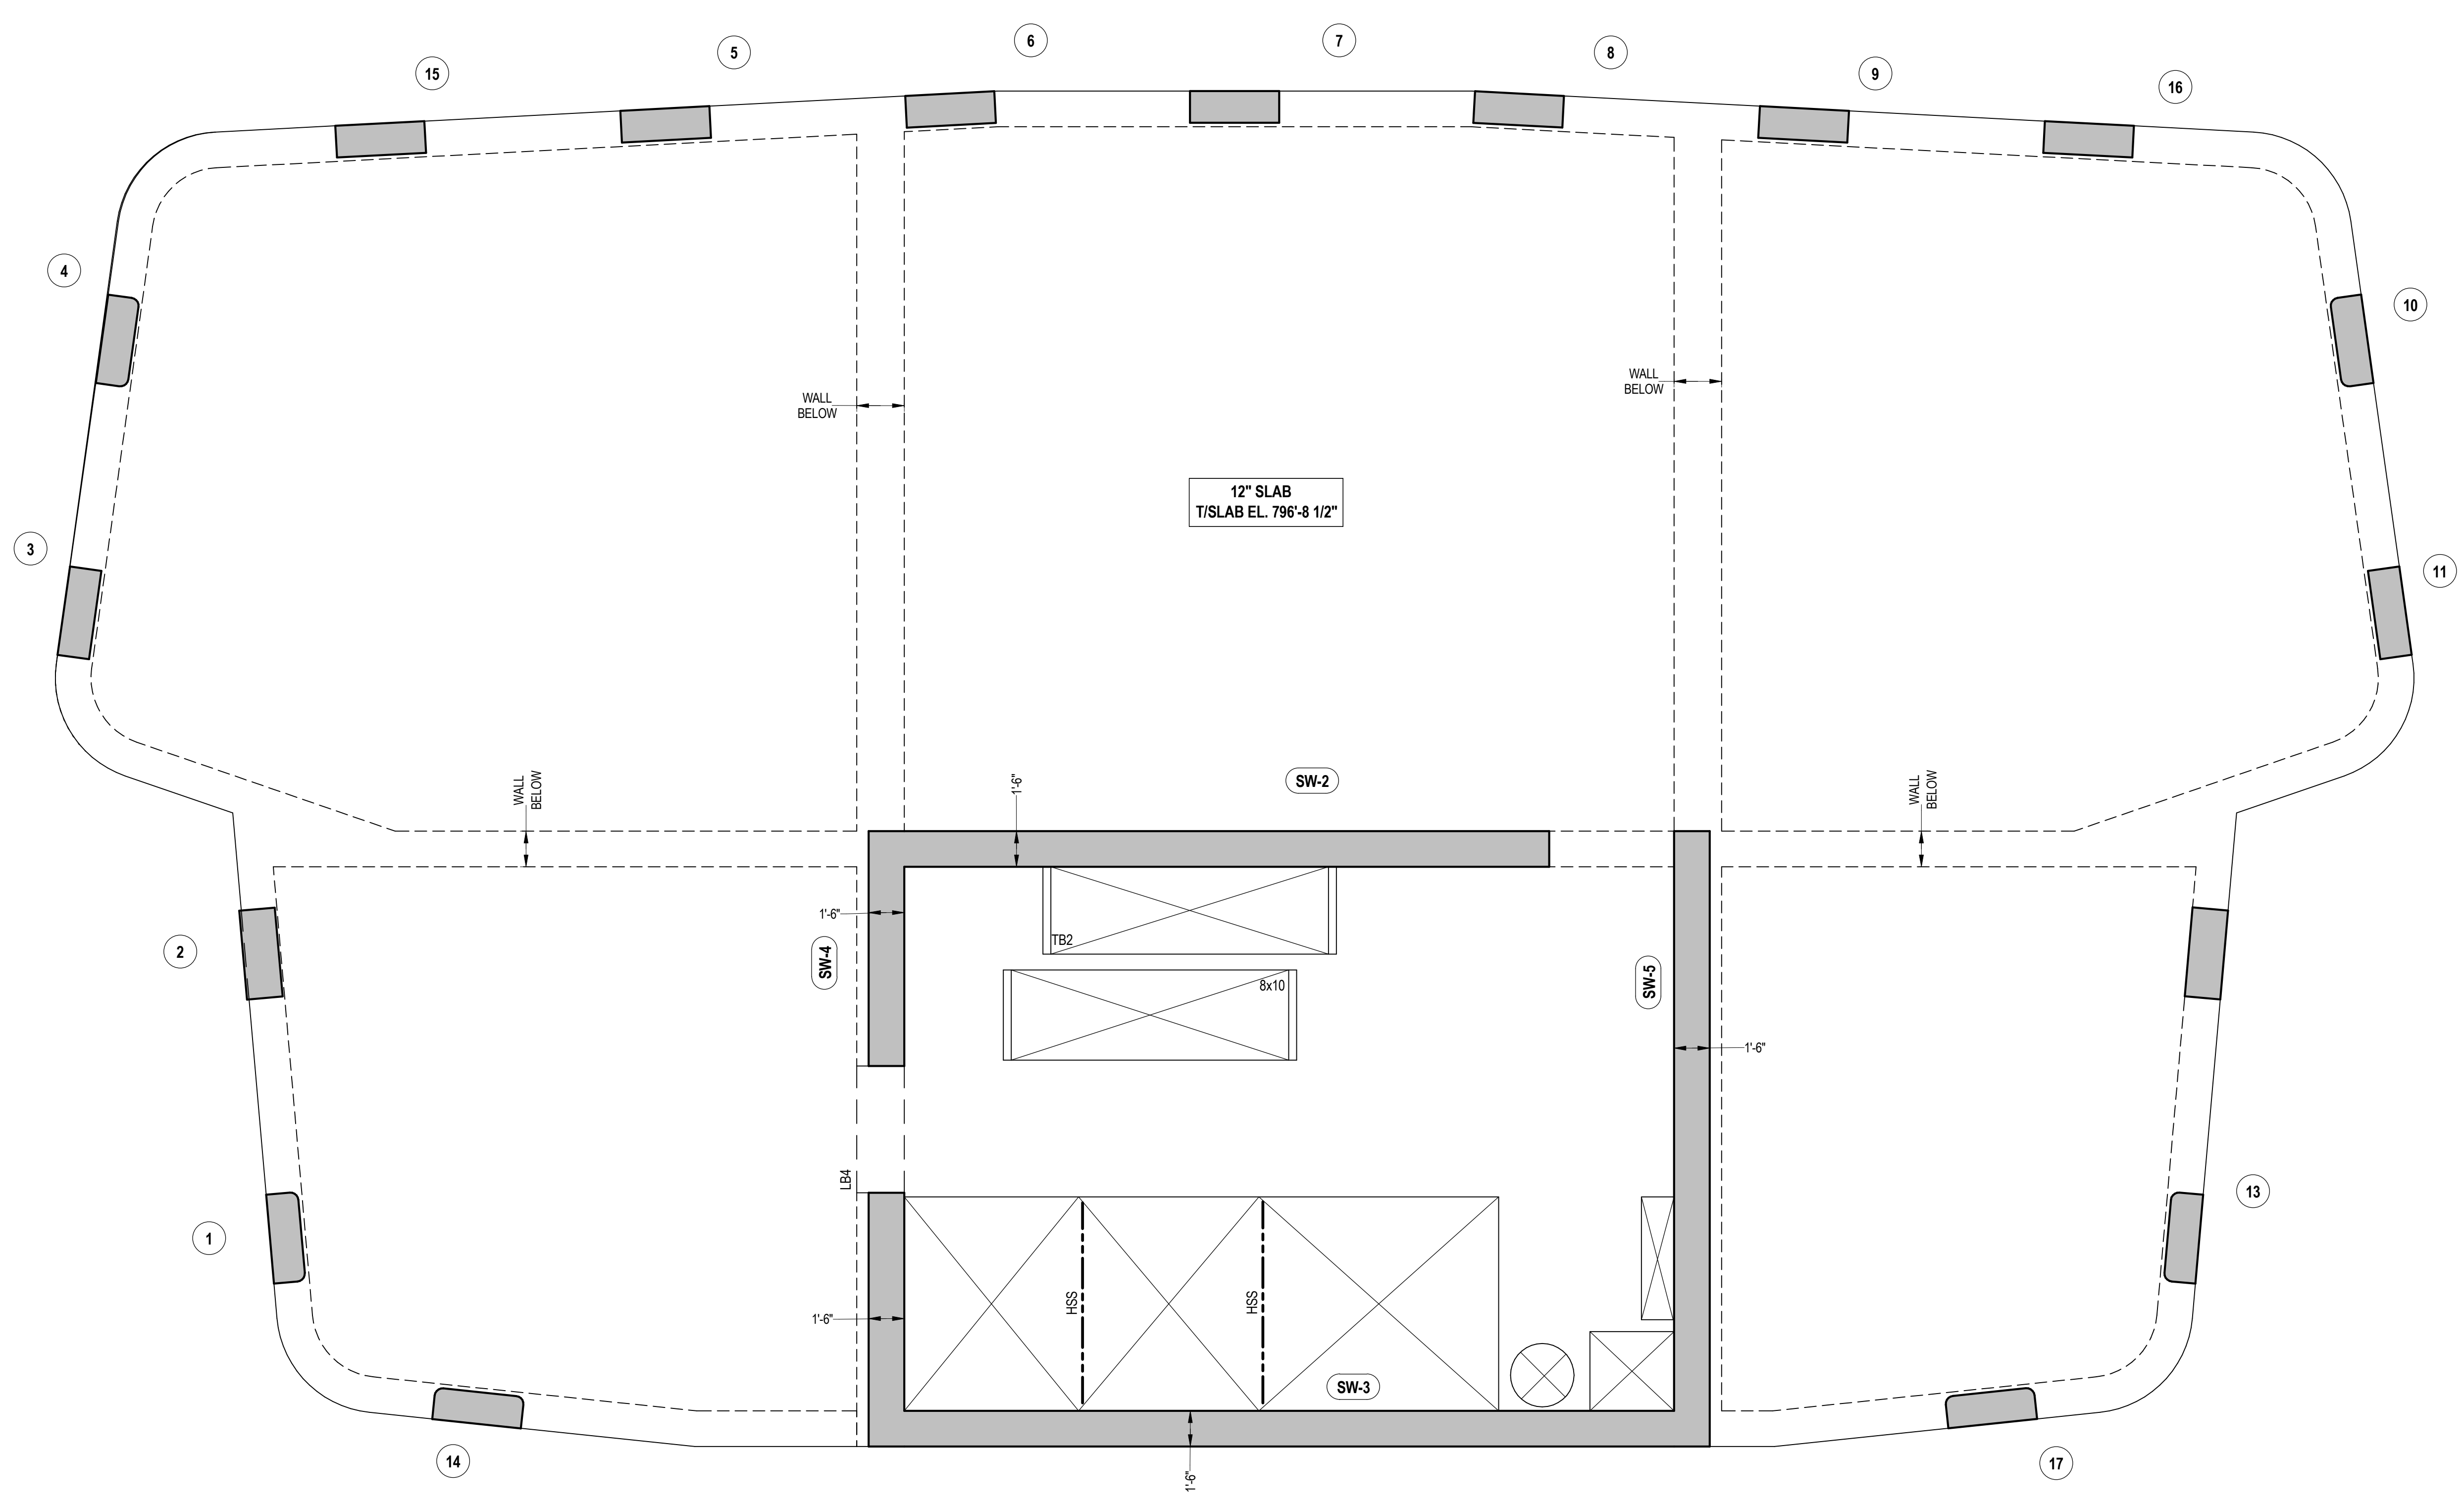 6
7
5
8
15
9
16
4
10
WALL
BELOW
WALL
BELOW
12" SLAB
T/SLAB EL. 796'-8 1/2"
3
11
WALL
BELOW
1'-6"
SW-2
WALL
BELOW
1'-6"
TB2
2
SW-4
8x10
SW-5
1'-6"
LB4
13
1
HSS
HSS
1'-6"
SW-3
14
1'-6"
17